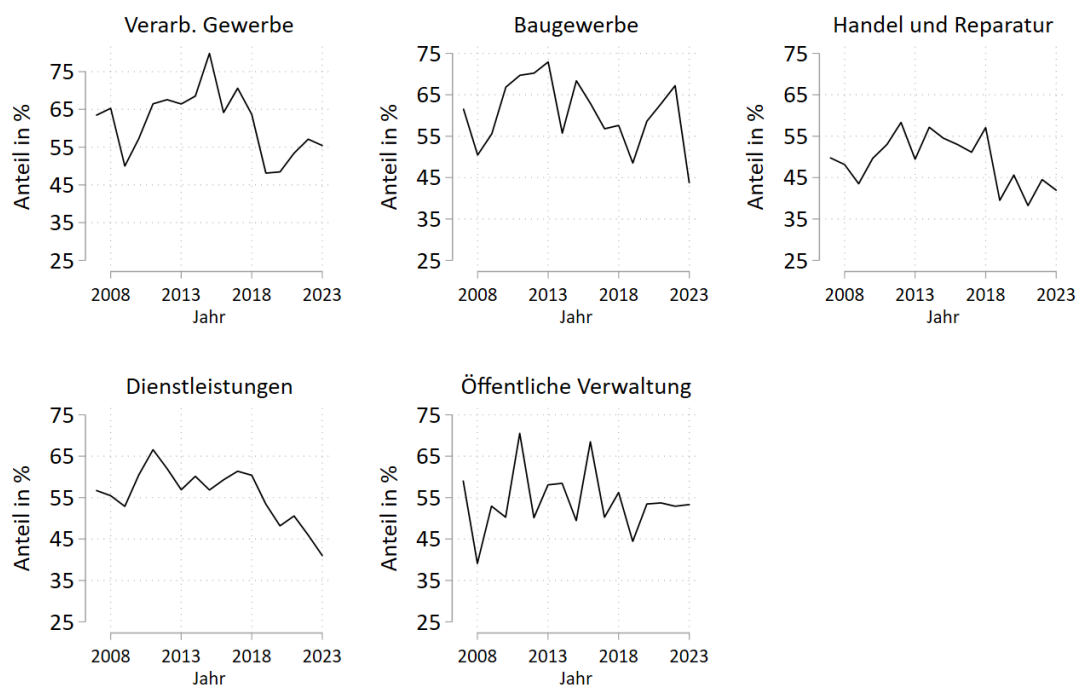 Verarb. Gewerbe
Anteil in %
75
65
55
45
35
25
2008 2013 2018 2023
Jahr
Baugewerbe
Anteil in %
75
65
55
45
35
25
2008 2013 2018 2023
Jahr
Handel und Reparatur
Anteil in %
75
65
55
45
35
25
2008 2013 2018 2023
Jahr
Dienstleistungen
Anteil in %
75
65
55
45
35
25
2008 2013 2018 2023
Jahr
Öffentliche Verwaltung
Anteil in %
75
65
55
45
35
25
2008 2013 2018 2023
Jahr